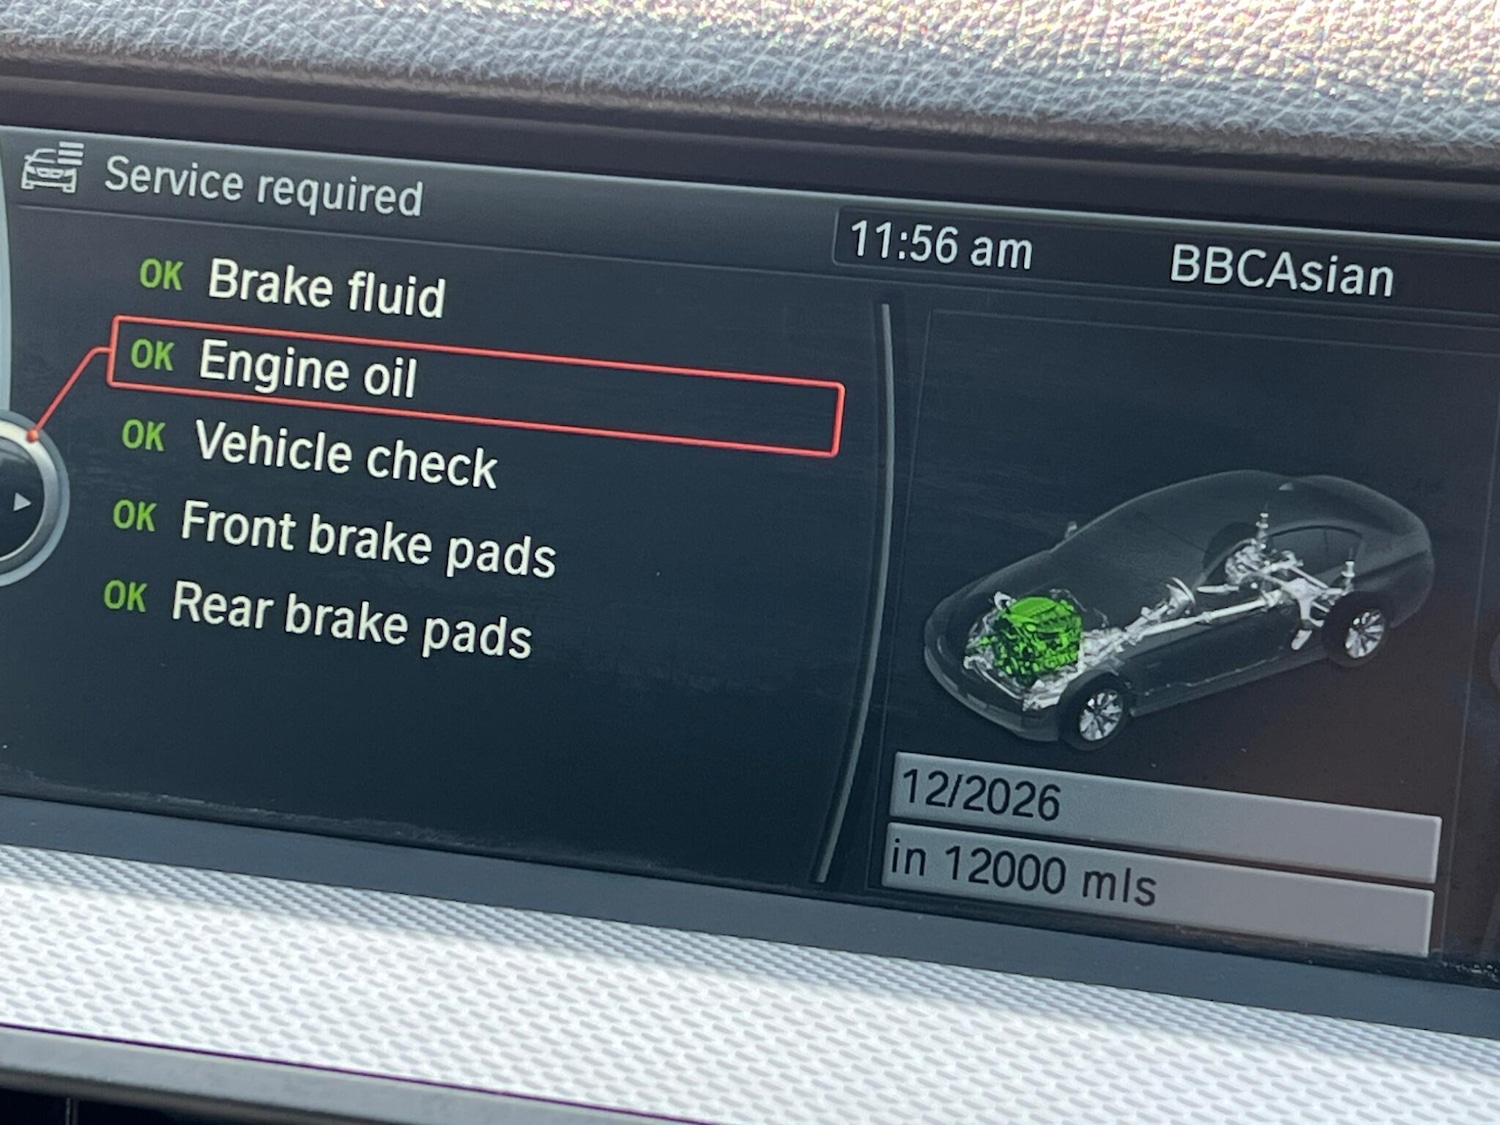 Service required
11:56 am
BBCAsian
OK Brake fluid
OK Engine oil
OK Vehicle check
OK Front brake pads
OK Rear brake pads
12/2026
in 12000 mls